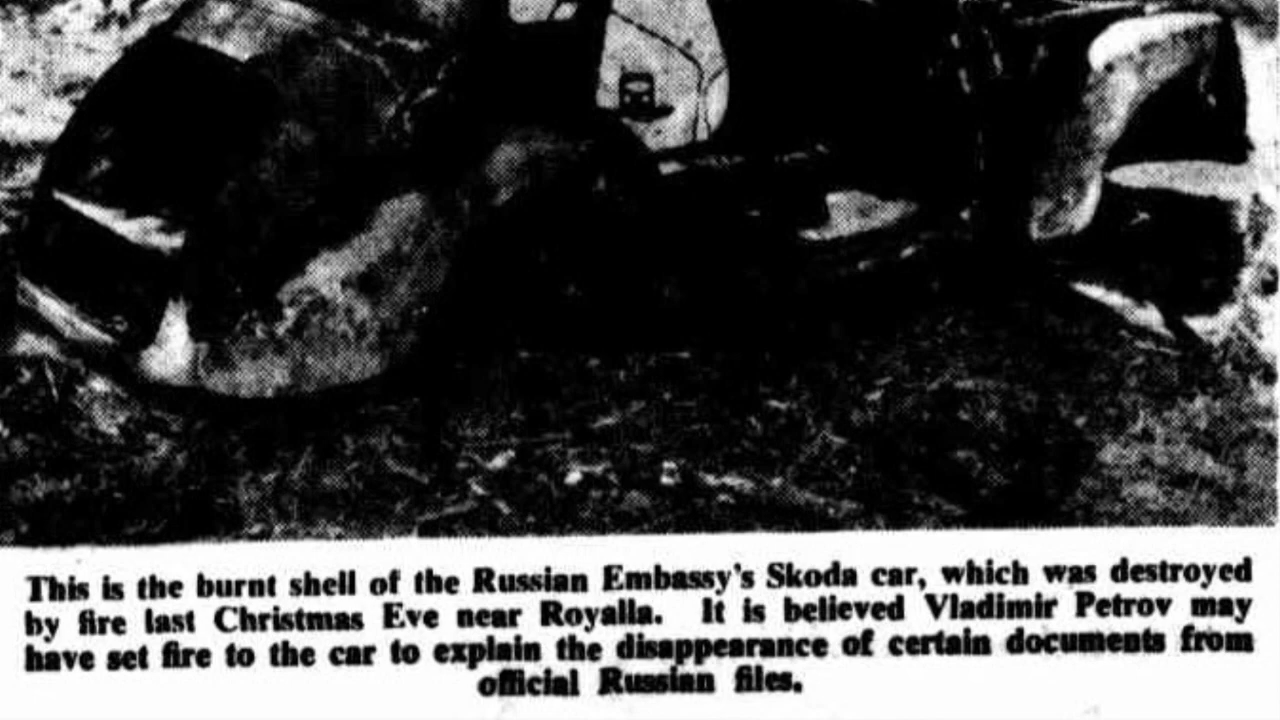 This is the burnt shell of the Russian Embassy's Skoda car, which was destroyed
by fire last Christmas Eve near Royalla. It is believed Vladimir Petrov may
have set fire to the car to explain the disappearance of certain documents from
official Russian files.